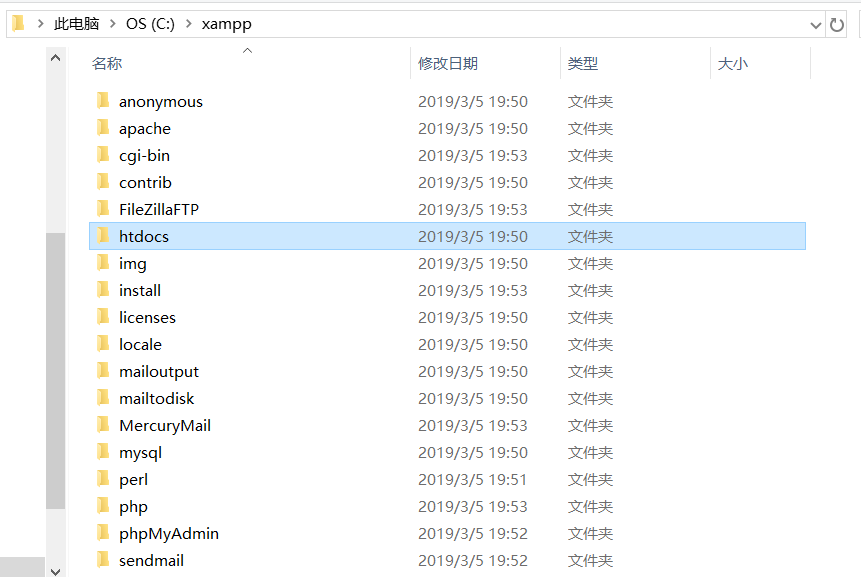 此电脑 OS (C:) xampp
名称 修改日期 类型 大小
anonymous 2019/3/5 19:50 文件夹
apache 2019/3/5 19:50 文件夹
cgi-bin 2019/3/5 19:53 文件夹
contrib 2019/3/5 19:50 文件夹
FileZillaFTP 2019/3/5 19:53 文件夹
htdocs 2019/3/5 19:50 文件夹
img 2019/3/5 19:50 文件夹
install 2019/3/5 19:53 文件夹
licenses 2019/3/5 19:50 文件夹
locale 2019/3/5 19:50 文件夹
mailoutput 2019/3/5 19:50 文件夹
mailtodisk 2019/3/5 19:50 文件夹
MercuryMail 2019/3/5 19:53 文件夹
mysql 2019/3/5 19:50 文件夹
perl 2019/3/5 19:51 文件夹
php 2019/3/5 19:53 文件夹
phpMyAdmin 2019/3/5 19:52 文件夹
sendmail 2019/3/5 19:52 文件夹